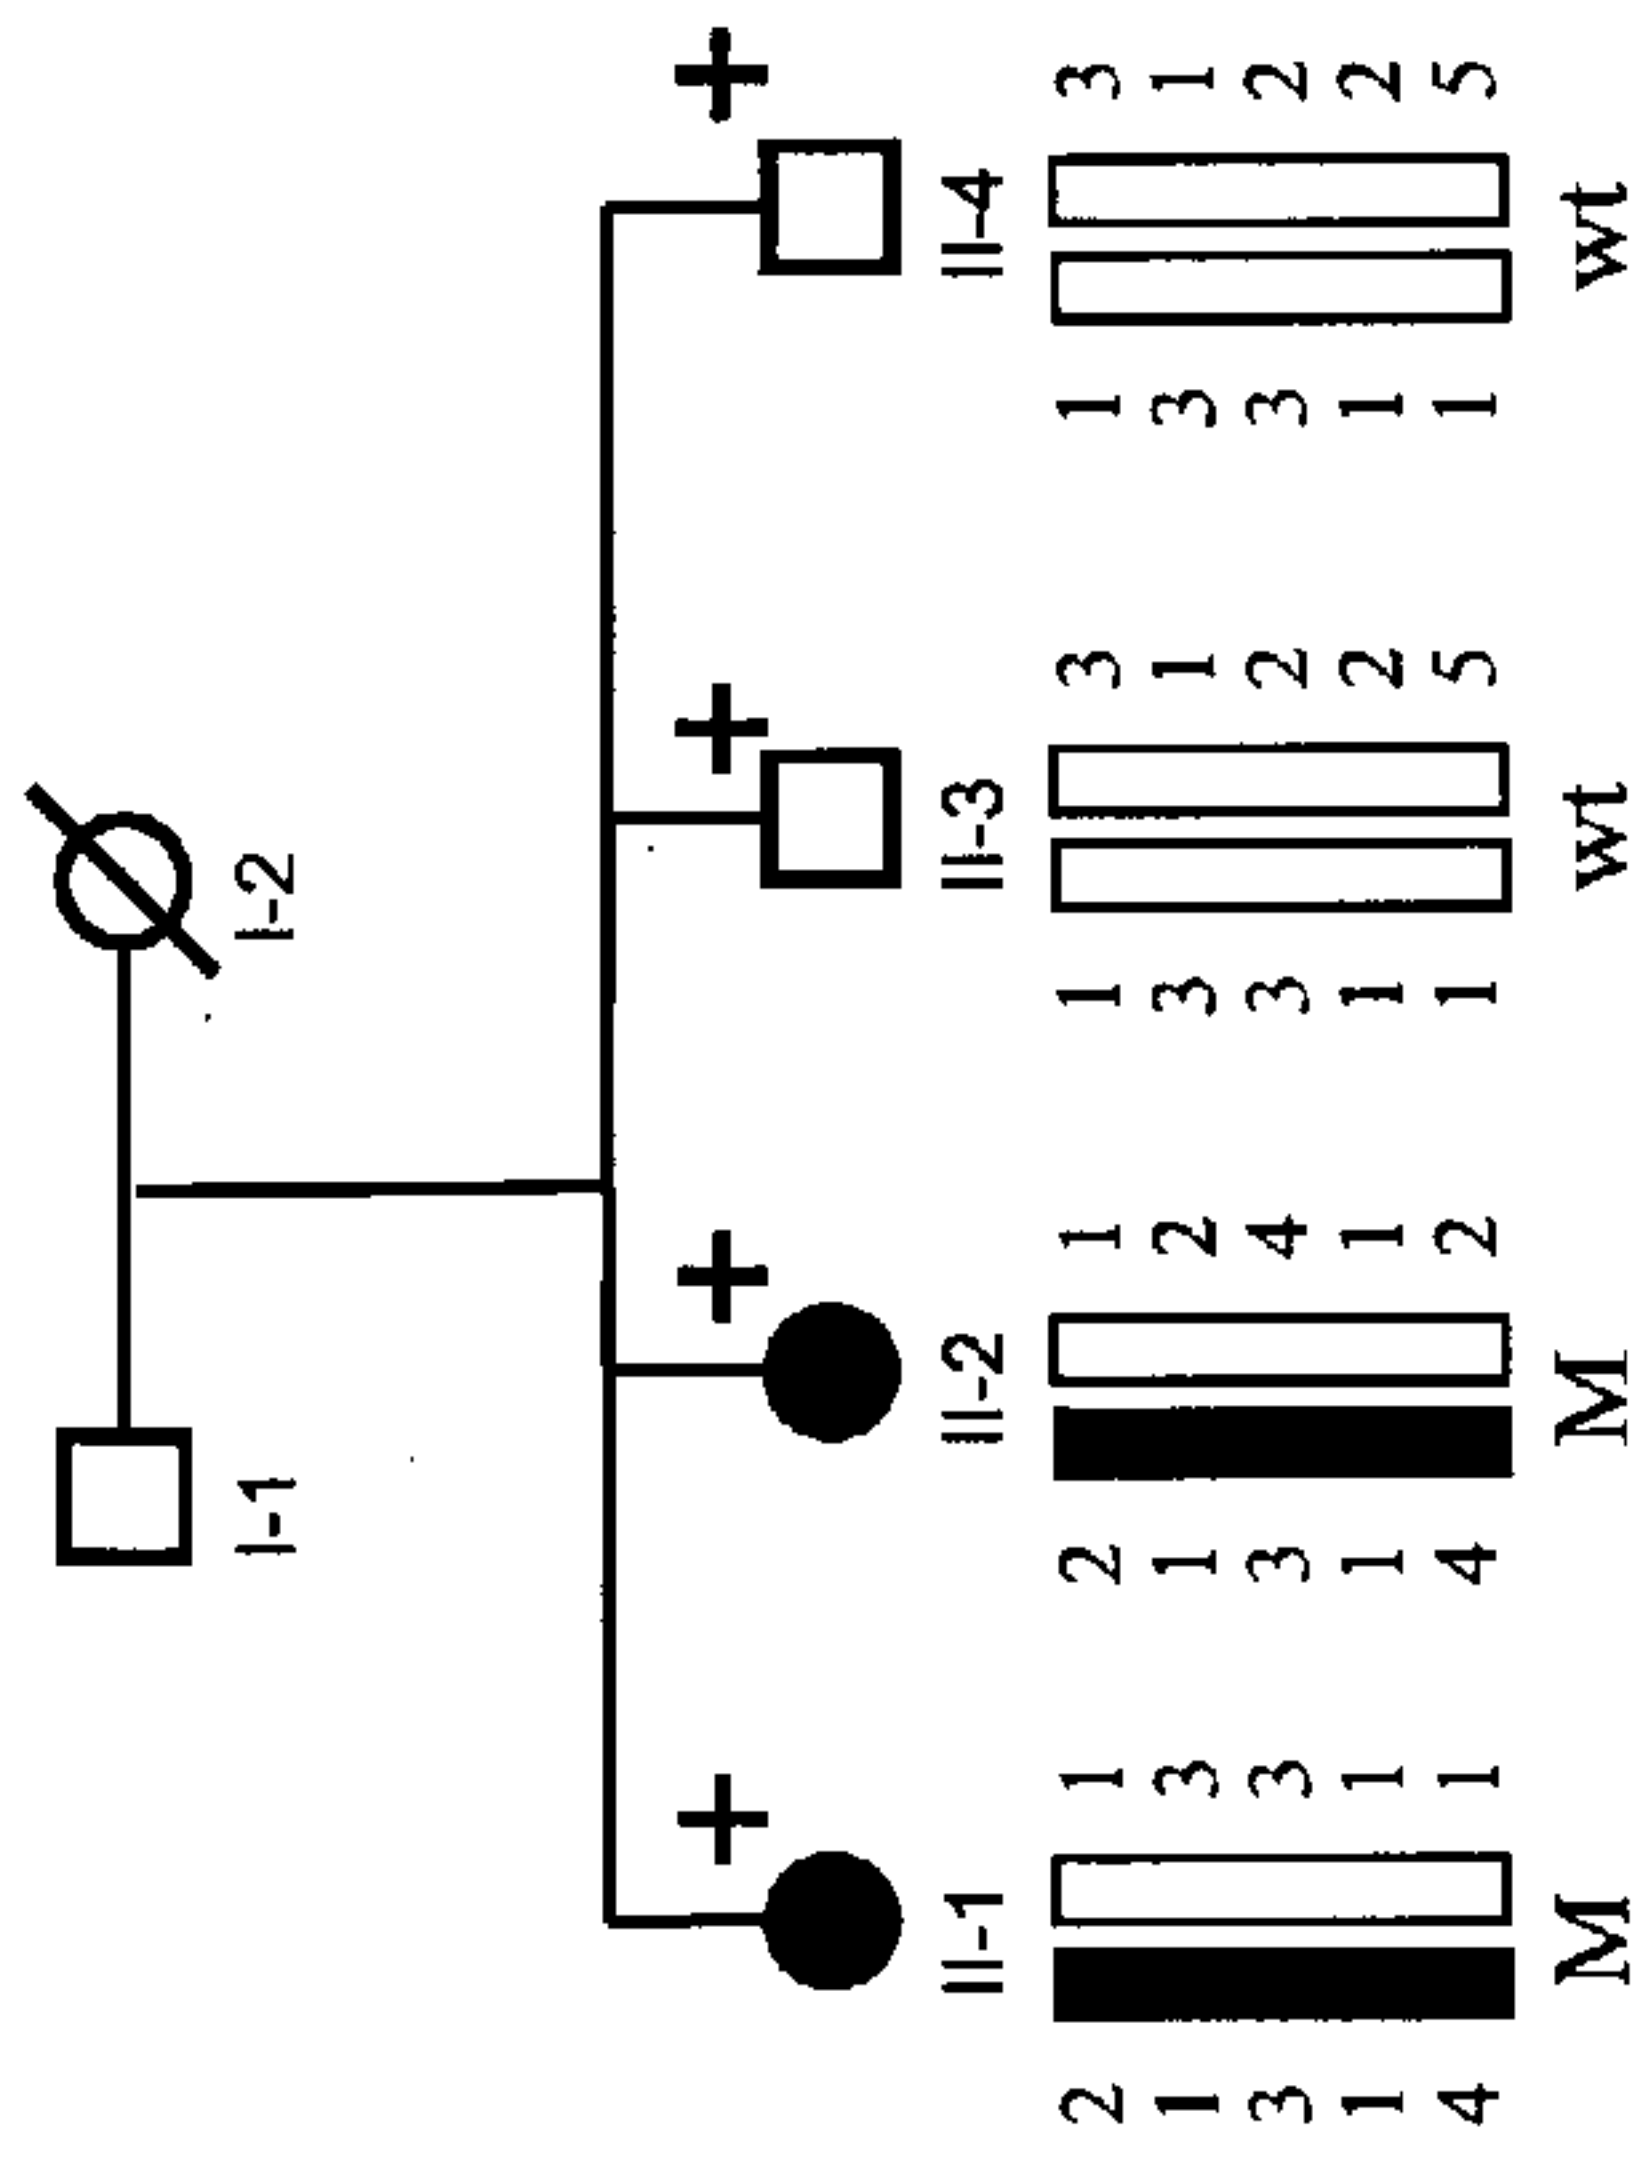 I-1 I-2
+ + + +
II-1 II-2 II-3 II-4
2 1 2 1 1 3 1 3
1 3 1 2 3 1 3 1
3 3 3 4 3 2 3 2
1 1 1 1 1 2 1 2
4 1 4 2 1 5 1 5
M M wt wt